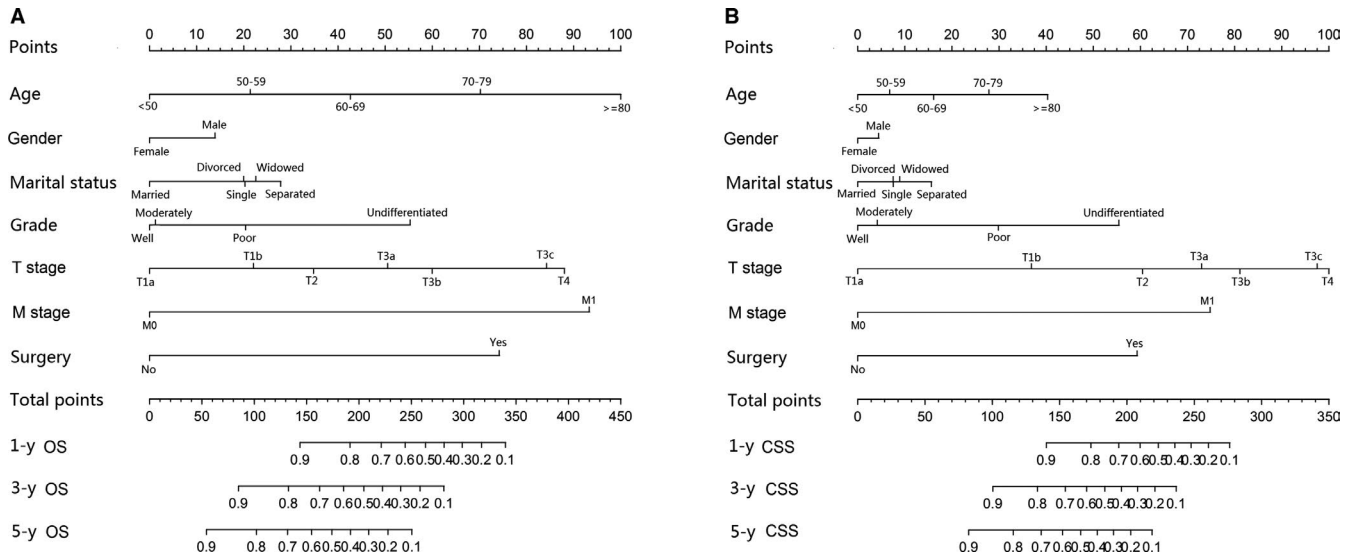 A
Points 0 10 20 30 40 50 60 70 80 90 100
50-59 70-79
Age
<50 60-69 >=80
Male
Gender
Female
Divorced Widowed
Marital status
Married Single Separated
Moderately Undifferentiated
Grade
Well Poor
T1b T3a T3c
T stage
T1a T2 T3b T4
M1
M stage
M0
Yes
Surgery
No
Total points
0 50 100 150 200 250 300 350 400 450
1-y OS
0.9 0.8 0.7 0.6 0.5 0.4 0.3 0.2 0.1
3-y OS
0.9 0.8 0.7 0.6 0.5 0.4 0.3 0.2 0.1
5-y OS
0.9 0.8 0.7 0.6 0.5 0.4 0.3 0.2 0.1
B
Points 0 10 20 30 40 50 60 70 80 90 100
50-59 70-79
Age
<50 60-69 >=80
Male
Gender
Female
Divorced Widowed
Marital status
Married Single Separated
Moderately Undifferentiated
Grade
Well Poor
T1b T3a T3c
T stage
T1a T2 T3b T4
M1
M stage
M0
Yes
Surgery
No
Total points
0 50 100 150 200 250 300 350
1-y CSS
0.9 0.8 0.7 0.6 0.5 0.4 0.3 0.2 0.1
3-y CSS
0.9 0.8 0.7 0.6 0.5 0.4 0.3 0.2 0.1
5-y CSS
0.9 0.8 0.7 0.6 0.5 0.4 0.3 0.2 0.1